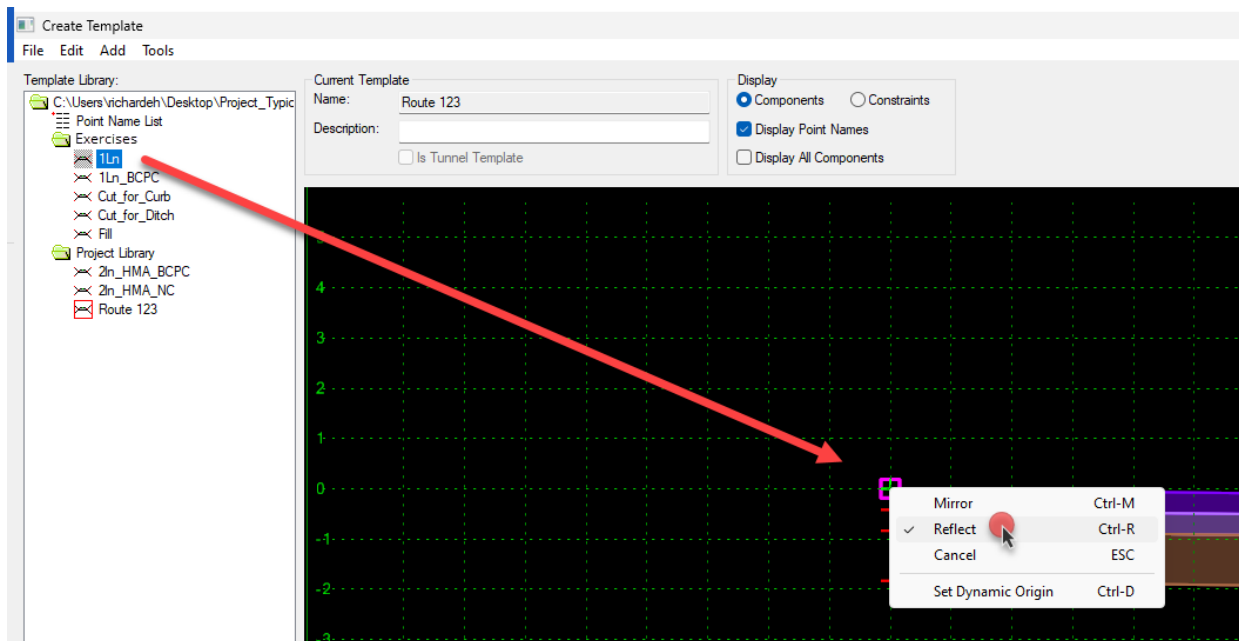 Create Template
File Edit Add Tools
Template Library:
C:\Users\richardeh\Desktop\Project_Typic
Point Name List
Exercises
1Ln
1Ln_BCPC
Cut_for_Curb
Cut_for_Ditch
Fill
Project Library
2ln_HMA_BCPC
2ln_HMA_NC
Route 123
Current Template
Name: Route 123
Description:
Is Tunnel Template
Display
Components Constraints
Display Point Names
Display All Components
4
3
2
1
0
-1
-2
-3
Mirror Ctrl-M
Reflect Ctrl-R
Cancel ESC
Set Dynamic Origin Ctrl-D